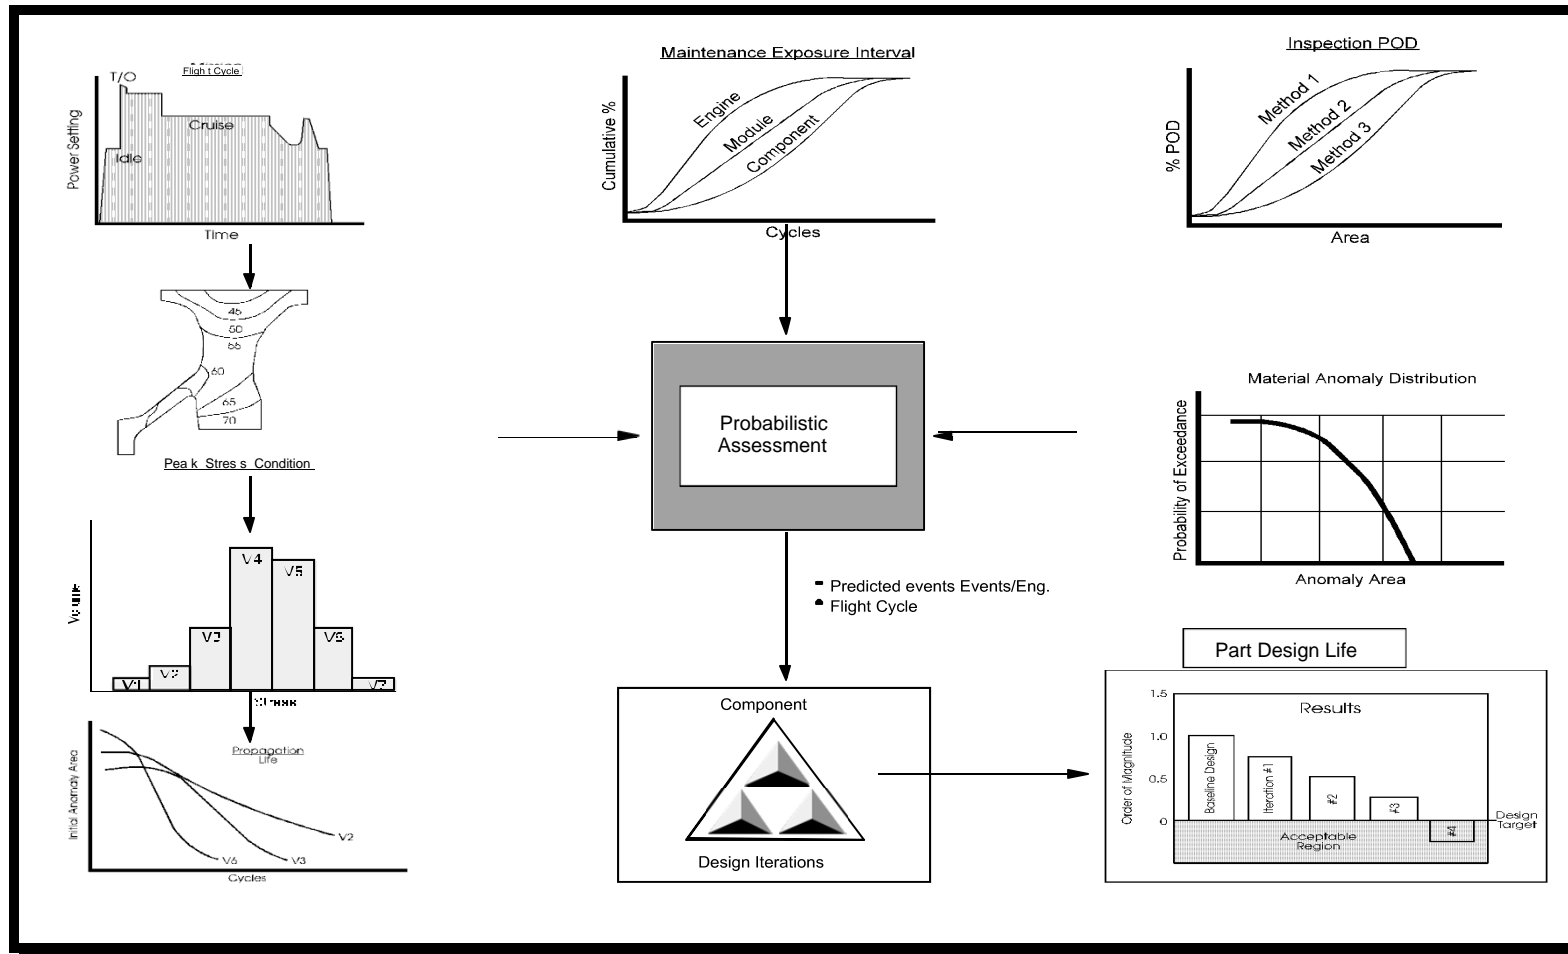 Flight Cycle
T/O
Cruise
Idle
Power Setting
Time
45
50
55
60
65
70
Peak Stress Condition
Volume
V1
V2
V3
V4
V5
V6
V7
Stress
Propagation
Life
Initial Anomaly Area
V2
V6
V3
Cycles
Maintenance Exposure Interval
Cumulative %
Engine
Module
Component
Cycles
Probabilistic
Assessment
Predicted events Events/Eng.
Flight Cycle
Component
Design Iterations
Inspection POD
% POD
Method 1
Method 2
Method 3
Area
Material Anomaly Distribution
Probability of Exceedance
Anomaly Area
Part Design Life
Results
Order of Magnitude
1.5
1.0
0.5
0
Baseline Design
Iteration #1
#2
#3
#4
Design
Target
Acceptable
Region